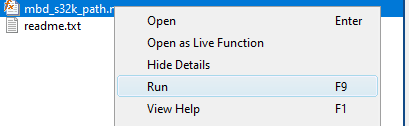 mbd_s32k_path.
readme.txt
Open Enter
Open as Live Function
Hide Details
Run F9
View Help F1